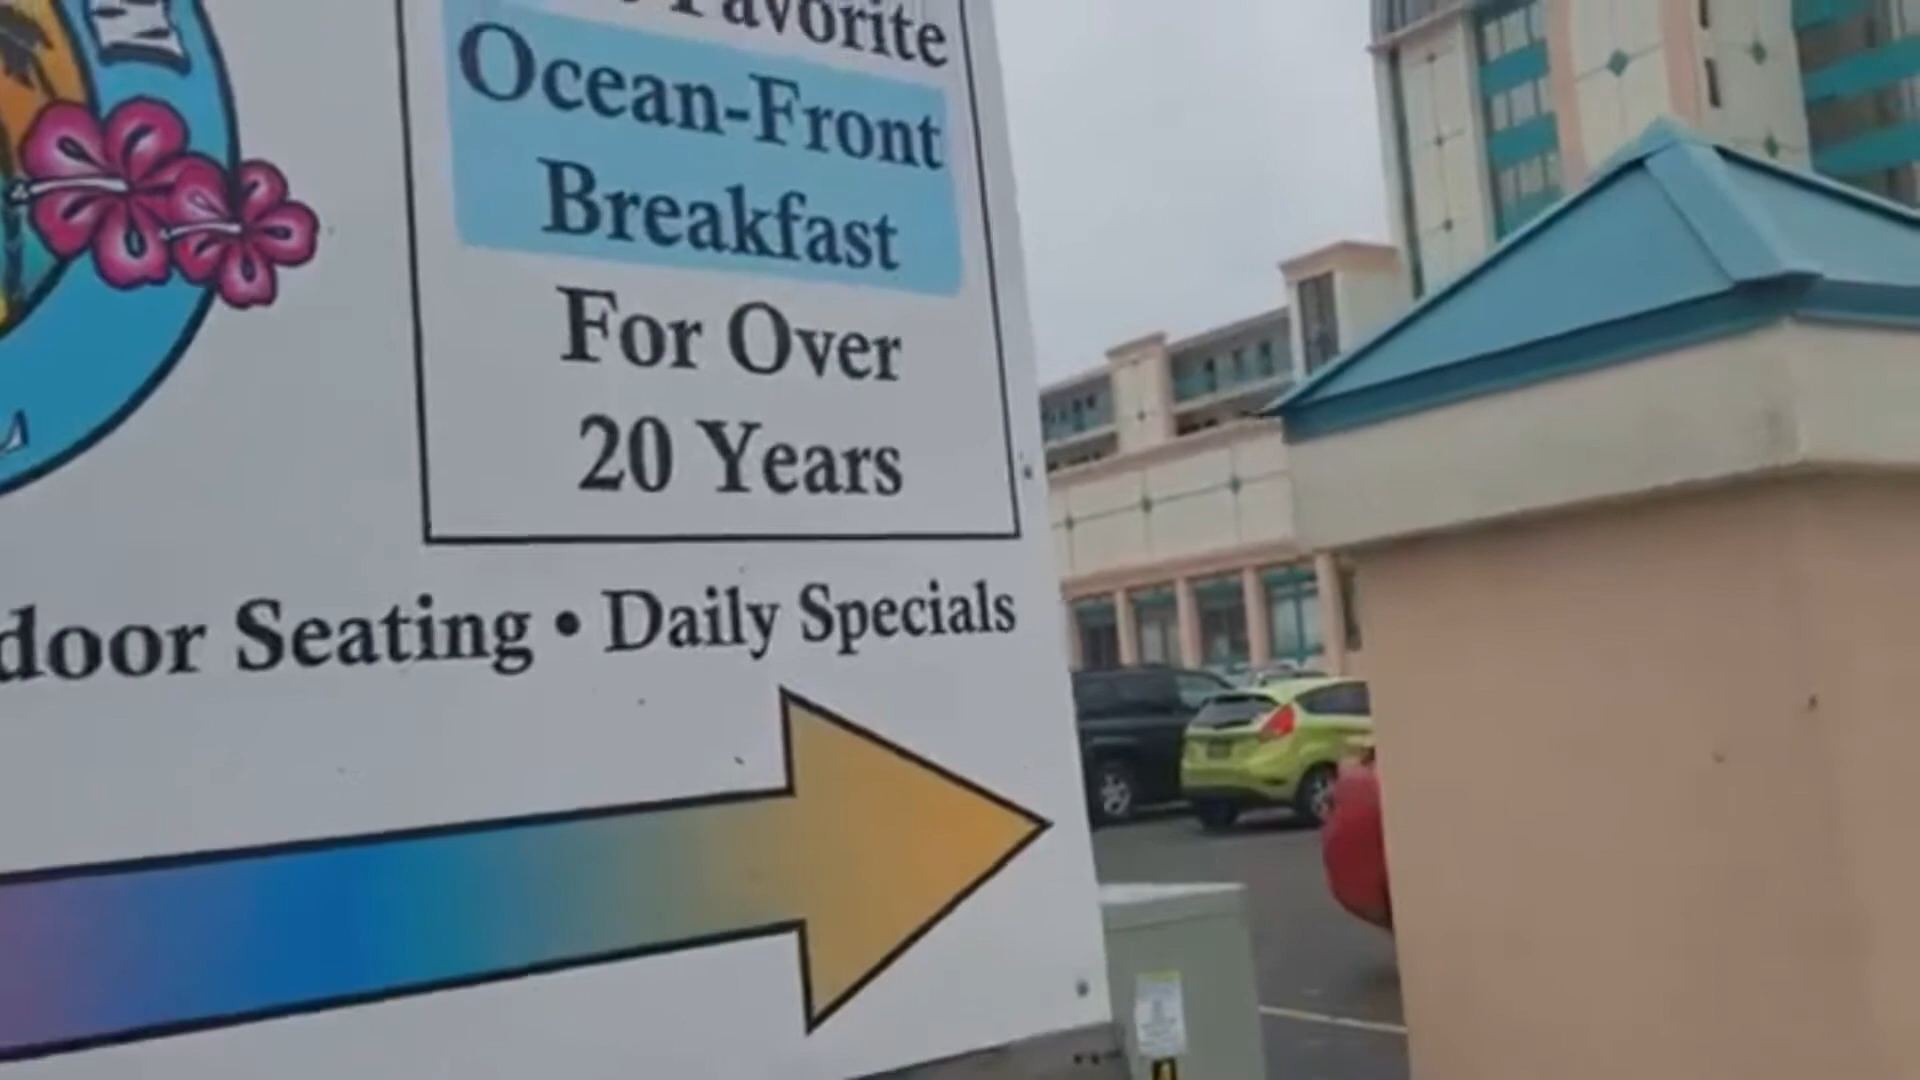 Favorite
Ocean-Front
Breakfast
For Over
20 Years
door Seating • Daily Specials